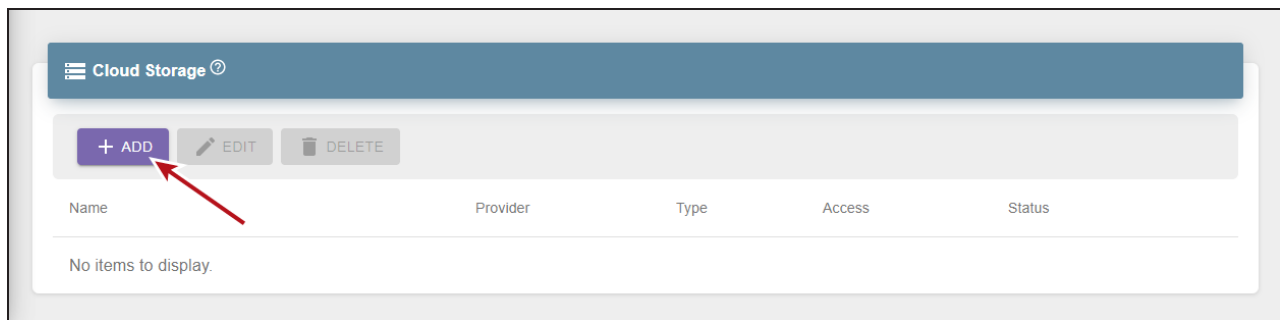 Cloud Storage
ADD EDIT DELETE
Name Provider Type Access Status
No items to display.